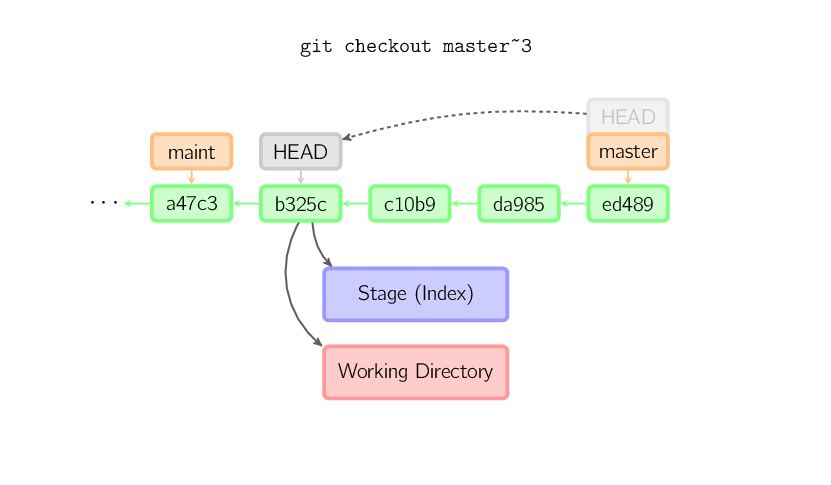 git checkout master~3
HEAD
maint
HEAD
master
...
a47c3
b325c
c10b9
da985
ed489
Stage (Index)
Working Directory